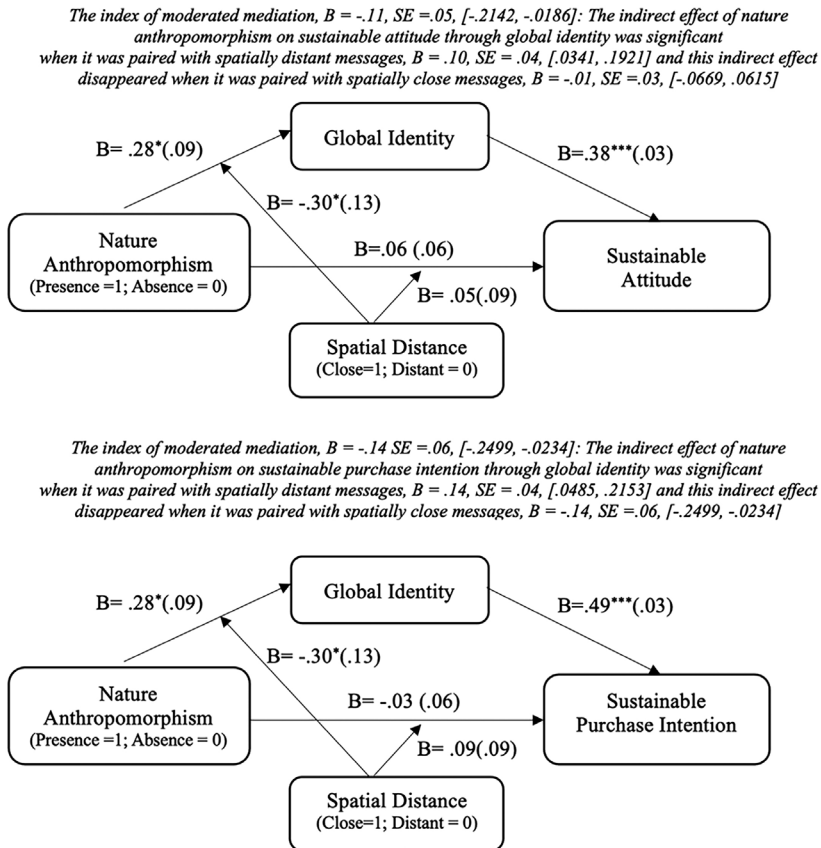 The index of moderated mediation, B = -.11, SE =.05, [-.2142, -.0186]: The indirect effect of nature
anthropomorphism on sustainable attitude through global identity was significant
when it was paired with spatially distant messages, B = .10, SE = .04, [.0341, .1921] and this indirect effect
disappeared when it was paired with spatially close messages, B = -.01, SE =.03, [-.0669, .0615]
Global Identity
B= .28*(.09)
B=.38***(.03)
B= -.30*(.13)
Nature
Anthropomorphism
(Presence =1; Absence = 0)
B=.06 (.06)
Sustainable
Attitude
B= .05(.09)
Spatial Distance
(Close=1; Distant = 0)
The index of moderated mediation, B = -.14 SE =.06, [-.2499, -.0234]: The indirect effect of nature
anthropomorphism on sustainable purchase intention through global identity was significant
when it was paired with spatially distant messages, B = .14, SE = .04, [.0485, .2153] and this indirect effect
disappeared when it was paired with spatially close messages, B = -.14, SE =.06, [-.2499, -.0234]
Global Identity
B= .28*(.09)
B=.49***(.03)
B= -.30*(.13)
Nature
Anthropomorphism
(Presence =1; Absence = 0)
B= -.03 (.06)
Sustainable
Purchase Intention
B= .09(.09)
Spatial Distance
(Close=1; Distant = 0)